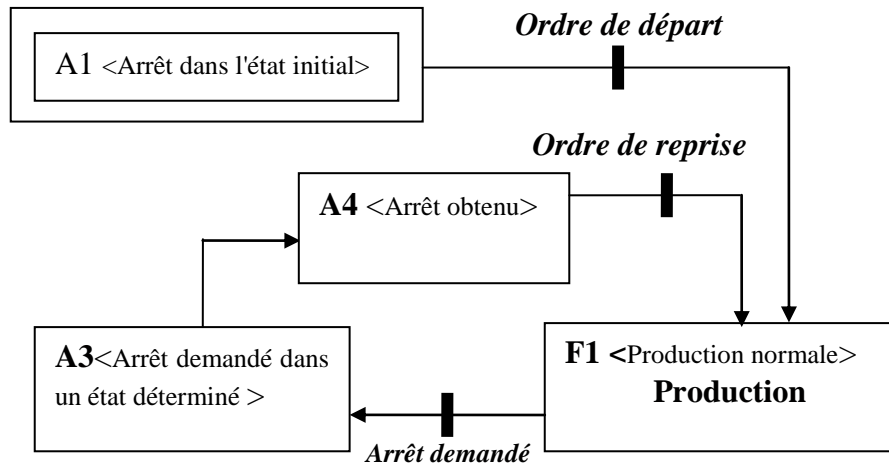 Ordre de départ
A1 <Arrêt dans l'état initial>
Ordre de reprise
A4 <Arrêt obtenu>
A3<Arrêt demandé dans
un état déterminé >
F1 <Production normale>
Production
Arrêt demandé